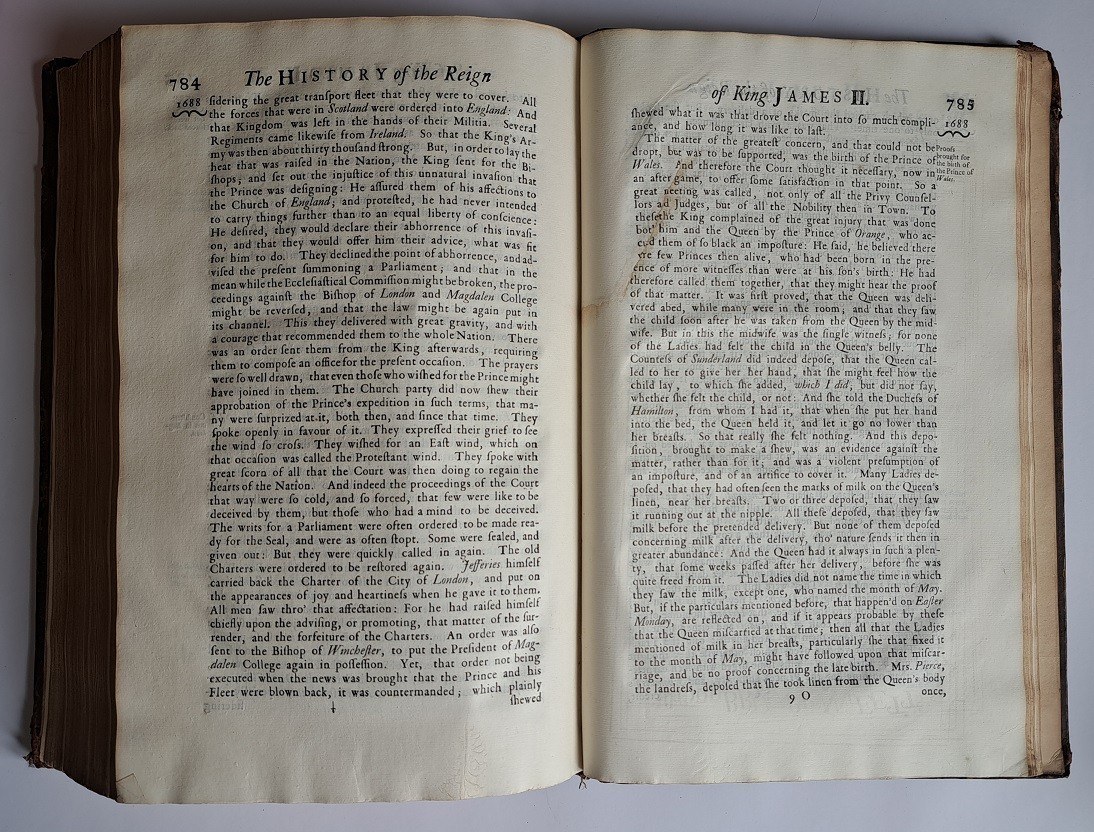 784 The HISTORY of the Reign
1688 ſidering the great tranſport fleet that they were to cover. All
the forces that were in Scotland were ordered into England: And
that Kingdom was left in the hands of their Militia. Several
Regiments came likewiſe from Ireland. So that the King's Ar-
my was then about thirty thouſand ſtrong. But, in order to lay the
heat that was raiſed in the Nation, the King ſent for the Bi-
ſhops; and ſet out the injuſtice of this unnatural invaſion that
the Prince was deſigning: He aſſured them of his affections to
the Church of England; and proteſted, he had never intended
to carry things further than to an equal liberty of conſcience:
He deſired, they would declare their abhorrence of this invaſi-
on, and that they would offer him their advice, what was fit
for him to do. They declined the point of abhorrence, and ad-
viſed the preſent ſummoning a Parliament; and that in the
mean while the Eccleſiaſtical Commiſſion might be broken, the pro-
ceedings againſt the Biſhop of London and Magdalen College
might be reverſed, and that the law might be again put in
its channel. This they delivered with great gravity, and with
a courage that recommended them to the whole Nation. There
was an order ſent them from the King afterwards, requiring
them to compoſe an office for the preſent occaſion. The prayers
were ſo well drawn, that even thoſe who wiſhed for the Prince might
have joined in them. The Church party did now ſhew their
approbation of the Prince's expedition in ſuch terms, that ma-
ny were ſurprized at it, both then, and ſince that time. They
ſpoke openly in favour of it. They expreſſed their grief to ſee
the wind ſo croſs. They wiſhed for an Eaſt wind, which on
that occaſion was called the Proteſtant wind. They ſpoke with
great ſcorn of all that the Court was then doing to regain the
hearts of the Nation. And indeed the proceedings of the Court
that way were ſo cold, and ſo forced, that few were like to be
deceived by them, but thoſe who had a mind to be deceived.
The writs for a Parliament were often ordered to be made rea-
dy for the Seal, and were as often ſtopt. Some were ſealed, and
given out: But they were quickly called in again. The old
Charters were ordered to be reſtored again. Jefferies himſelf
carried back the Charter of the City of London, and put on
the appearances of joy and heartineſs when he gave it to them.
All men ſaw thro' that affectation: For he had raiſed himſelf
chiefly upon the adviſing, or promoting, that matter of the ſur-
render, and the forfeiture of the Charters. An order was alſo
ſent to the Biſhop of Wincheſter, to put the Preſident of Mag-
dalen College again in poſſeſſion. Yet, that order not being
executed when the news was brought that the Prince and his
Fleet were blown back, it was countermanded; which plainly
ſhewed
of King JAMES II. 785
1688
ſhewed what it was that drove the Court into ſo much compli-
ance, and how long it was like to laſt.
The matter of the greateſt concern, and that could not be
dropt, but was to be ſupported, was the birth of the Prince of
Wales. And therefore the Court thought it neceſſary, now in
an after game, to offer ſome ſatisfaction in that point. So a
great meeting was called, not only of all the Privy Counſel-
lors ad Judges, but of all the Nobility then in Town. To
theſe the King complained of the great injury that was done
bot him and the Queen by the Prince of Orange, who ac-
ed them of ſo black an impoſture: He ſaid, he believed there
re few Princes then alive, who had been born in the pre-
ence of more witneſſes than were at his ſon's birth: He had
therefore called them together, that they might hear the proof
of that matter. It was firſt proved, that the Queen was deli-
vered abed, while many were in the room; and that they ſaw
the child ſoon after he was taken from the Queen by the mid-
wife. But in this the midwife was the ſingle witneſs; for none
of the Ladies had felt the child in the Queen's belly. The
Counteſs of Sunderland did indeed depoſe, that the Queen cal-
led to her to give her her hand, that ſhe might feel how the
child lay, to which ſhe added, which I did, but did not ſay,
whether ſhe felt the child, or not: And ſhe told the Ducheſs of
Hamilton, from whom I had it, that when ſhe put her hand
into the bed, the Queen held it, and let it go no lower than
her breaſts. So that really ſhe felt nothing. And this depo-
ſition, brought to make a ſhew, was an evidence againſt the
matter, rather than for it; and was a violent preſumption of
an impoſture, and of an artifice to cover it. Many Ladies de-
poſed, that they had often ſeen the marks of milk on the Queen's
linen, near her breaſts. Two or three depoſed, that they ſaw
it running out at the nipple. All theſe depoſed, that they ſaw
milk before the pretended delivery. But none of them depoſed
concerning milk after the delivery, tho' nature ſends it then in
greater abundance: And the Queen had it always in ſuch a plen-
ty, that ſome weeks paſſed after her delivery, before ſhe was
quite freed from it. The Ladies did not name the time in which
they ſaw the milk, except one, who named the month of May.
But, if the particulars mentioned before, that happen'd on Eaſter
Monday, are reflected on, and if it appears probable by theſe
that the Queen miſcarried at that time; then all that the Ladies
mentioned of milk in her breaſts, particularly ſhe that fixed it
to the month of May, might have followed upon that miſcar-
riage, and be no proof concerning the late birth. Mrs. Pierce,
the landreſs, depoſed that ſhe took linen from the Queen's body
9 O once,
Proofs
brought for
the birth of
the Prince of
Wales.